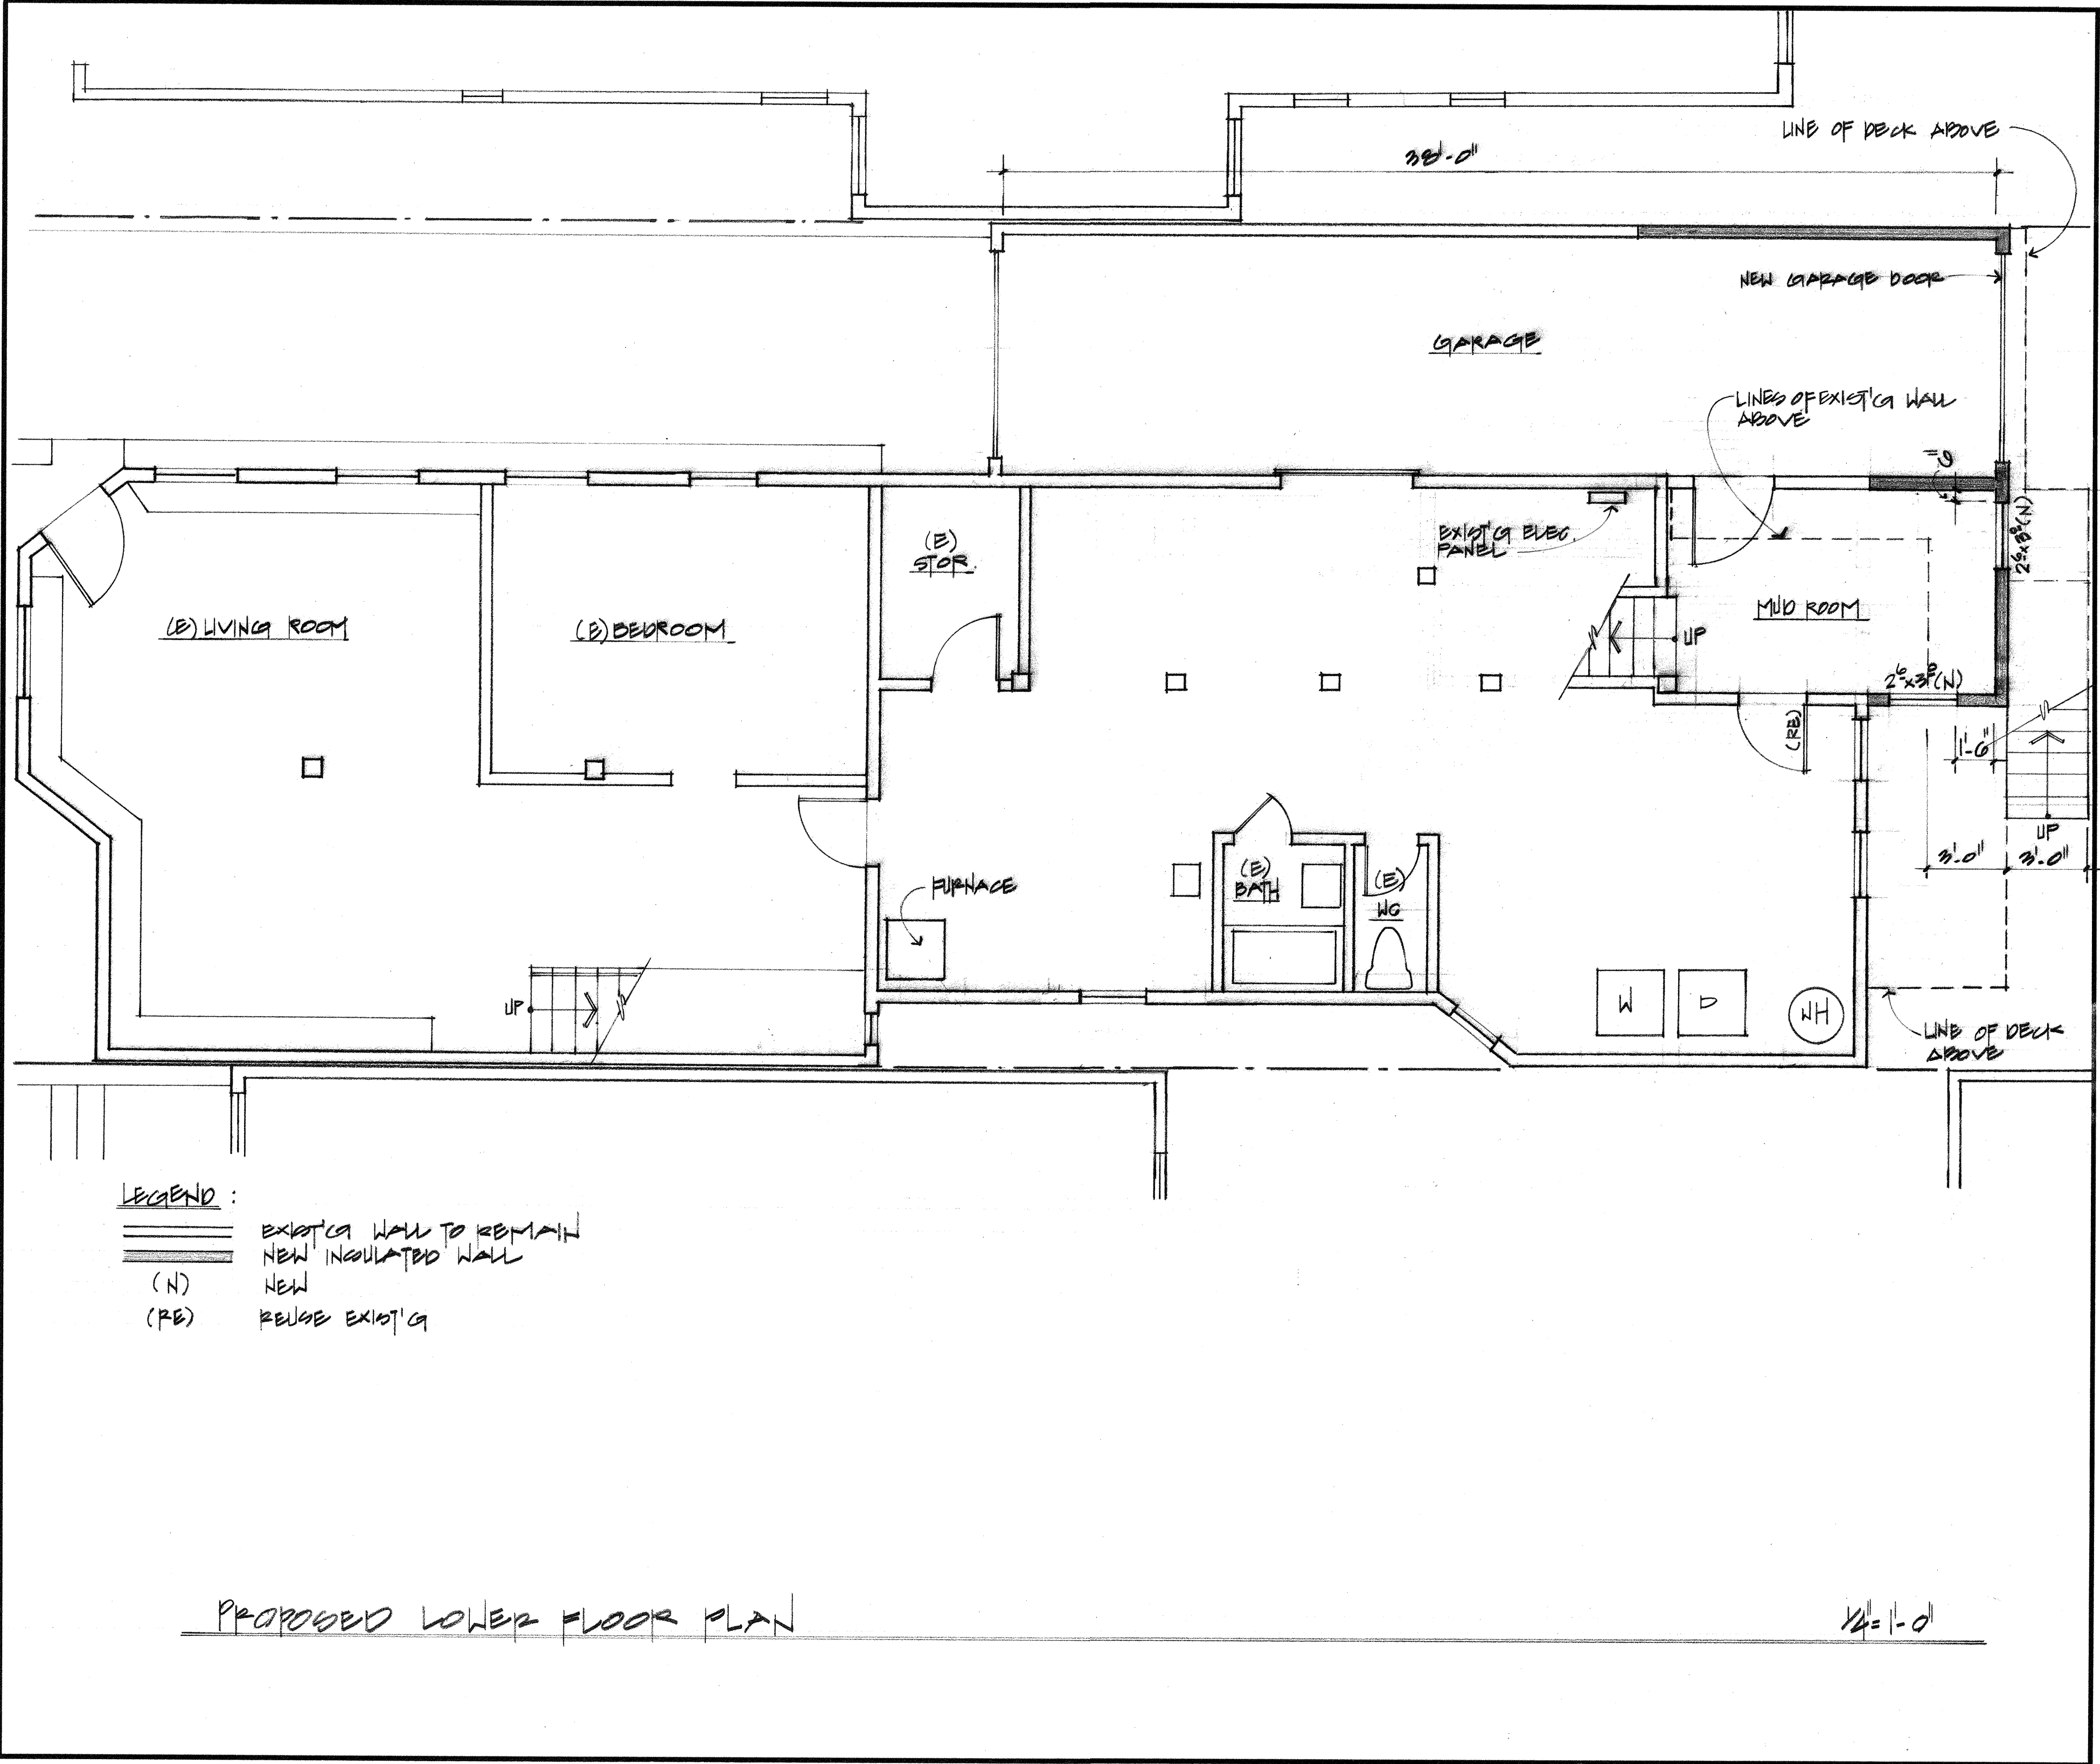 LINE OF DECK ABOVE
38'-0"
NEW GARAGE DOOR
GARAGE
LINES OF EXIST'G WALL
ABOVE
6"
2⁶x3⁰(N)
EXIST'G ELEC.
PANEL
(E)
STOR.
(E) LIVING ROOM
(E) BEDROOM
MUD ROOM
UP
2⁶x3⁰(N)
(RE)
1'-6"
UP
3'-0"
3'-0"
(E)
BATH
(E)
WC
FURNACE
UP
W
D
WH
LINE OF DECK
ABOVE
LEGEND :
EXIST'G WALL TO REMAIN
NEW INSULATED WALL
(N) NEW
(RE) REUSE EXIST'G
PROPOSED LOWER FLOOR PLAN
1/4"=1'-0"